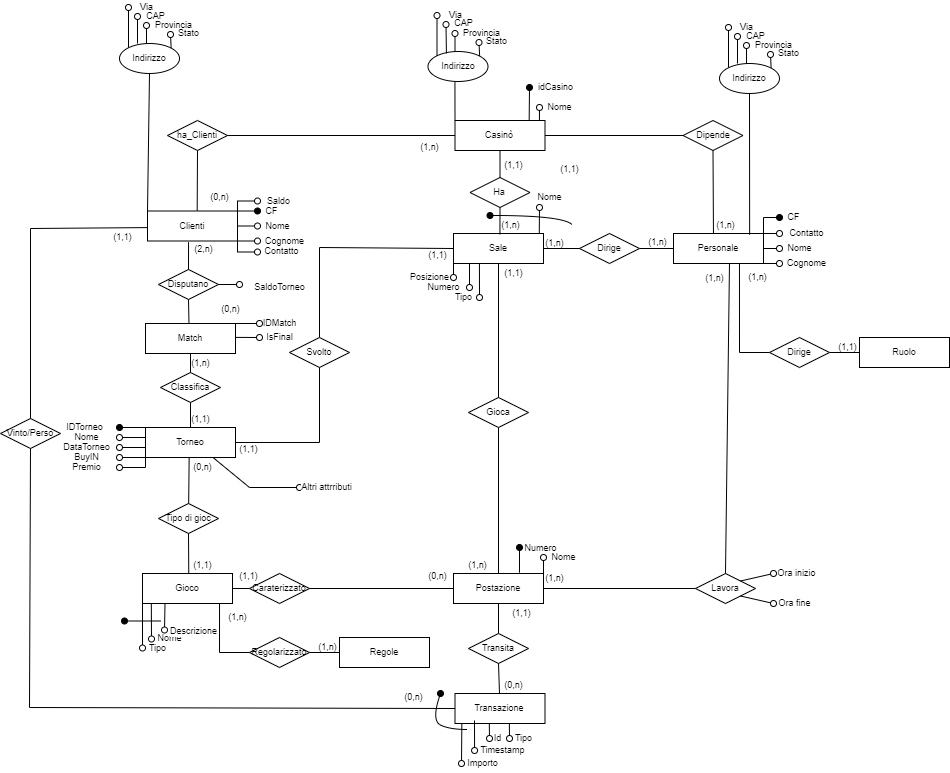 Via
CAP
Provincia
Stato
Indirizzo
Via
CAP
Provincia
Stato
Indirizzo
Via
CAP
Provincia
Stato
Indirizzo
idCasino
Nome
ha_Clienti
(1,n)
Casinò
Dipende
(1,1)
(1,1)
Ha
(0,n)
Saldo
CF
Nome
Cognome
Contatto
Clienti
(1,1)
(2,n)
Nome
(1,n)
(1,1)
Sale
(1,n)
Dirige
(1,n)
(1,n)
Personale
CF
Contatto
Nome
Cognome
Posizione
Numero
Tipo
(1,1)
(1,n)
(1,n)
Disputano
SaldoTorneo
(0,n)
IDMatch
IsFinal
Match
(1,n)
Svolto
Dirige
(1,1)
Ruolo
Classifica
(1,1)
Gioca
Vinto/Perso
IDTorneo
Nome
DataTorneo
BuyIN
Premio
Torneo
(1,1)
(0,n)
Altri attrributi
Tipo di gioc
(1,1)
Numero
Nome
(1,n)
Gioco
(1,1)
Caraterizzato
(0,n)
Postazione
(1,n)
(1,1)
Lavora
Ora inizio
Ora fine
Descrizione
Nome
Tipo
(1,n)
Regolarizzato
(1,n)
Regole
Transita
(0,n)
(0,n)
Transazione
Id
Tipo
Timestamp
Importo